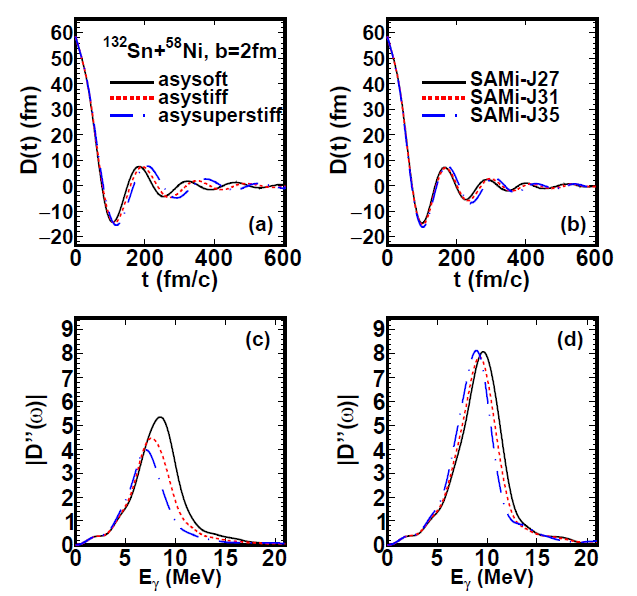 60
50
40
30
20
10
0
−10
−20
D(t) (fm)
132Sn+58Ni, b=2fm
asysoft
asystiff
asysuperstiff
(a)
0 200 400 600
t (fm/c)
60
50
40
30
20
10
0
−10
−20
D(t) (fm)
SAMi-J27
SAMi-J31
SAMi-J35
(b)
0 200 400 600
t (fm/c)
9
8
7
6
5
4
3
2
1
0
|D''(ω)|
(c)
0 5 10 15 20
Eγ (MeV)
9
8
7
6
5
4
3
2
1
0
|D''(ω)|
(d)
0 5 10 15 20
Eγ (MeV)